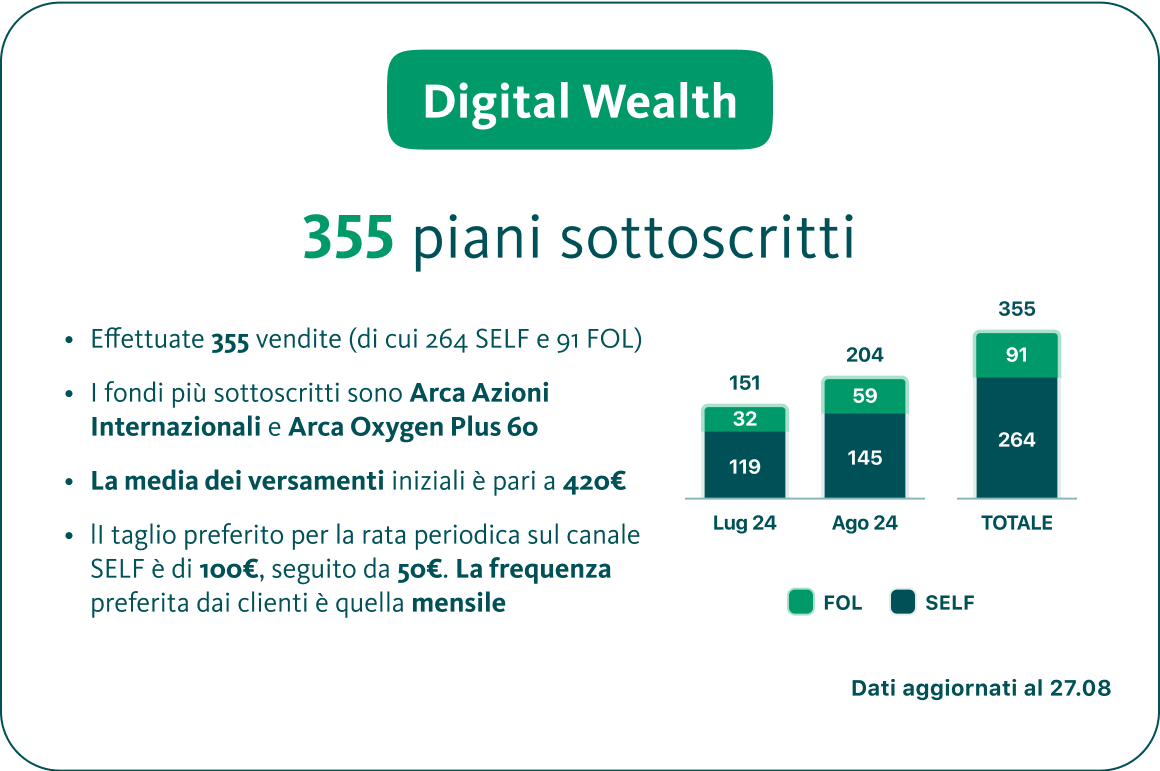 Digital Wealth
355 piani sottoscritti
• Effettuate 355 vendite (di cui 264 SELF e 91 FOL)
• I fondi più sottoscritti sono Arca Azioni
Internazionali e Arca Oxygen Plus 60
• La media dei versamenti iniziali è pari a 420€
• lI taglio preferito per la rata periodica sul canale
SELF è di 100€, seguito da 50€. La frequenza
preferita dai clienti è quella mensile
355
204
151
91
59
32
264
145
119
Lug 24 Ago 24 TOTALE
FOL SELF
Dati aggiornati al 27.08